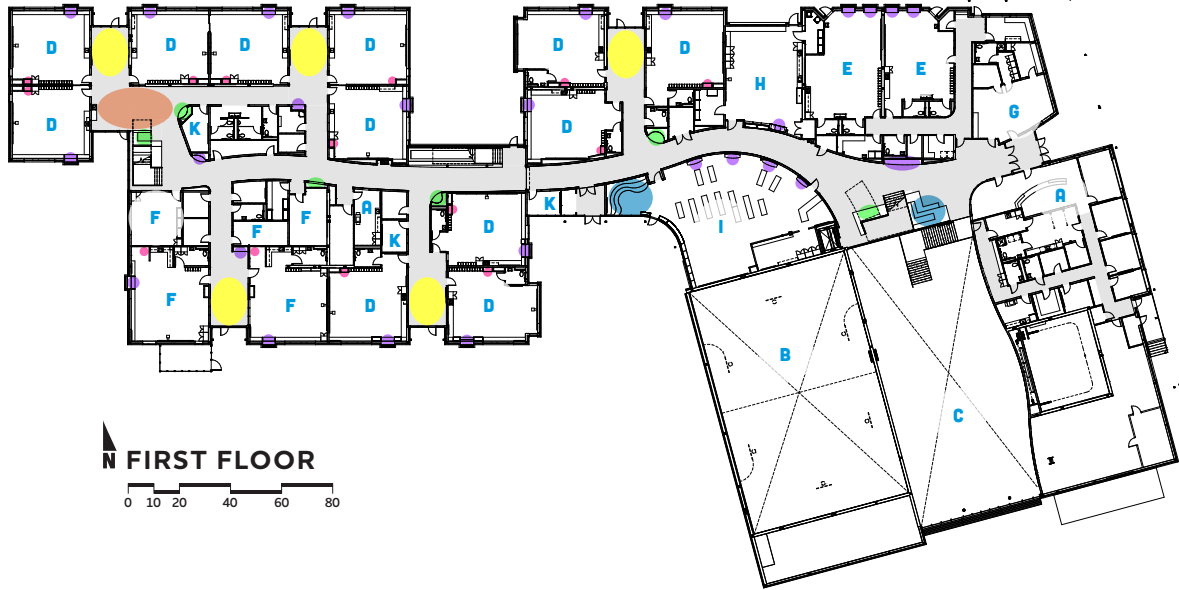 D D D D D D E E
H
D D D G
K
F F F A K D I A
K
F F D D
B
C
N FIRST FLOOR
0 10 20 40 60 80